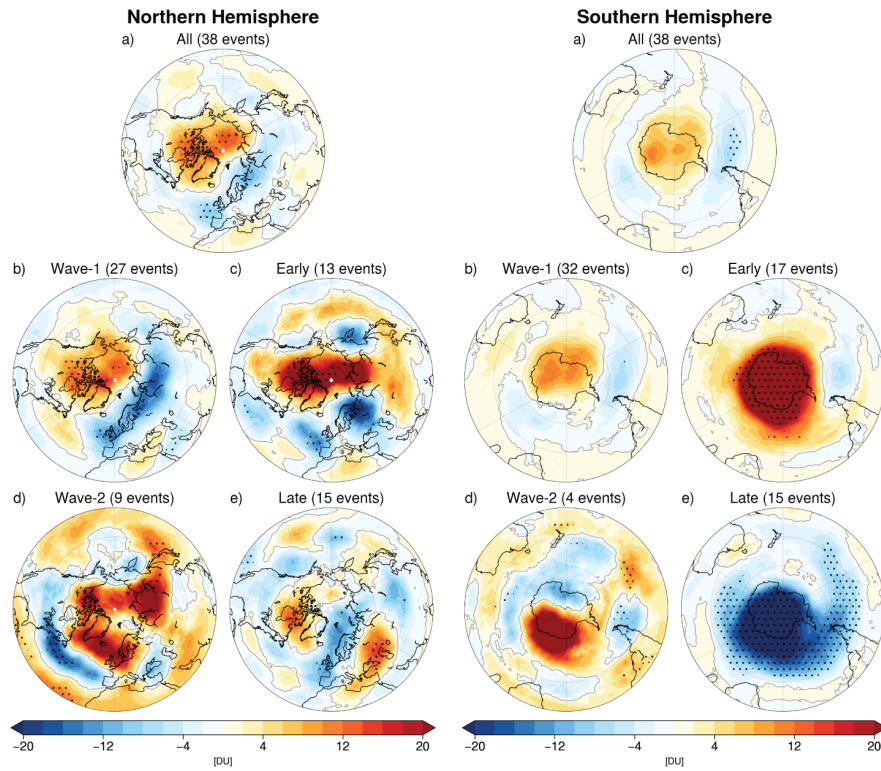 Northern Hemisphere
a) All (38 events)
b) Wave-1 (27 events)
c) Early (13 events)
d) Wave-2 (9 events)
e) Late (15 events)
−20 −12 −4 4 12 20
[DU]
Southern Hemisphere
a) All (38 events)
b) Wave-1 (32 events)
c) Early (17 events)
d) Wave-2 (4 events)
e) Late (15 events)
−20 −12 −4 4 12 20
[DU]